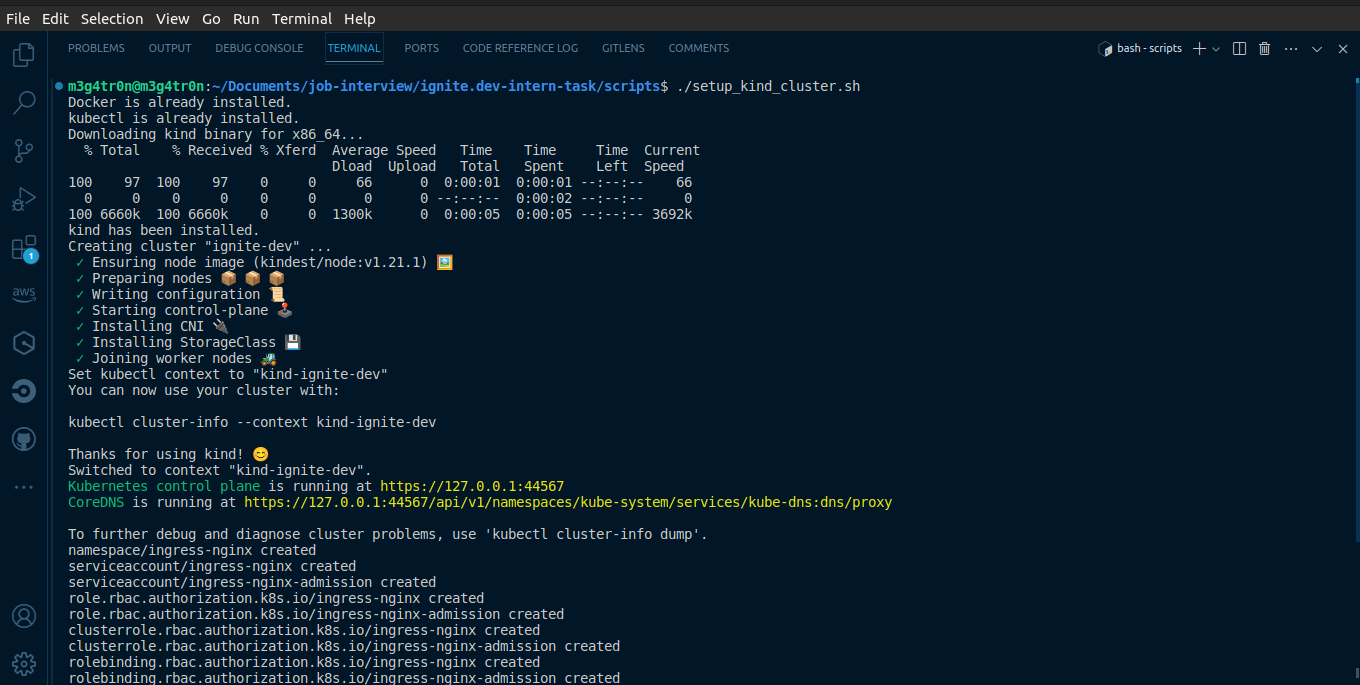 File Edit Selection View Go Run Terminal Help
PROBLEMS OUTPUT DEBUG CONSOLE TERMINAL PORTS CODE REFERENCE LOG GITLENS COMMENTS bash - scripts
m3g4tr0n@m3g4tr0n:~/Documents/job-interview/ignite.dev-intern-task/scripts$ ./setup_kind_cluster.sh
Docker is already installed.
kubectl is already installed.
Downloading kind binary for x86_64...
  % Total    % Received % Xferd  Average Speed   Time    Time     Time  Current
                                 Dload  Upload   Total   Spent    Left  Speed
100    97  100    97    0     0     66      0  0:00:01  0:00:01 --:--:--    66
  0     0    0     0    0     0      0      0 --:--:--  0:00:02 --:--:--     0
100 6660k  100 6660k    0     0  1300k      0  0:00:05  0:00:05 --:--:-- 3692k
kind has been installed.
Creating cluster "ignite-dev" ...
 ✓ Ensuring node image (kindest/node:v1.21.1) 🖼
 ✓ Preparing nodes 📦 📦 📦
 ✓ Writing configuration 📜
 ✓ Starting control-plane 🕹️
 ✓ Installing CNI 🔌
 ✓ Installing StorageClass 💾
 ✓ Joining worker nodes 🚜
Set kubectl context to "kind-ignite-dev"
You can now use your cluster with:
kubectl cluster-info --context kind-ignite-dev
Thanks for using kind! 😊
Switched to context "kind-ignite-dev".
Kubernetes control plane is running at https://127.0.0.1:44567
CoreDNS is running at https://127.0.0.1:44567/api/v1/namespaces/kube-system/services/kube-dns:dns/proxy
To further debug and diagnose cluster problems, use 'kubectl cluster-info dump'.
namespace/ingress-nginx created
serviceaccount/ingress-nginx created
serviceaccount/ingress-nginx-admission created
role.rbac.authorization.k8s.io/ingress-nginx created
role.rbac.authorization.k8s.io/ingress-nginx-admission created
clusterrole.rbac.authorization.k8s.io/ingress-nginx created
clusterrole.rbac.authorization.k8s.io/ingress-nginx-admission created
rolebinding.rbac.authorization.k8s.io/ingress-nginx created
rolebinding.rbac.authorization.k8s.io/ingress-nginx-admission created
1
aws